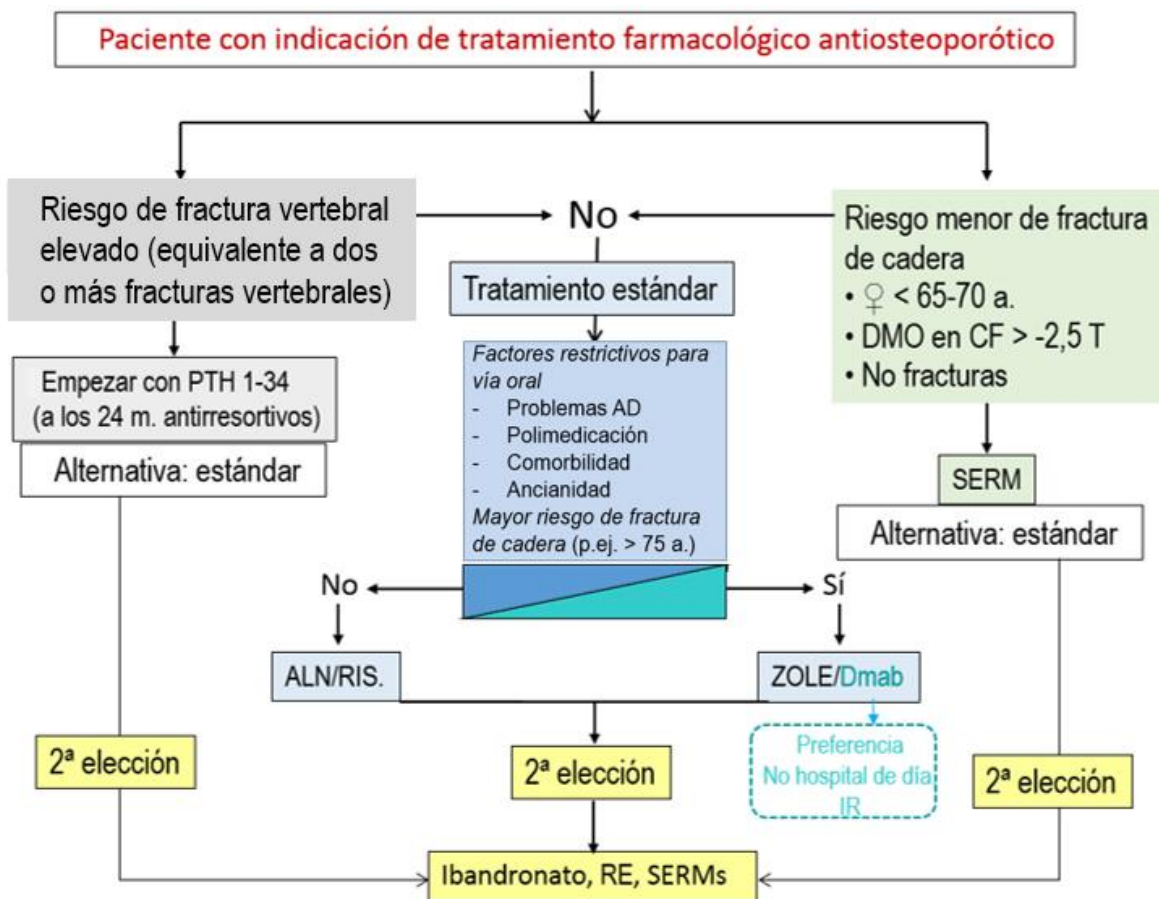 Paciente con indicación de tratamiento farmacológico antiosteoporótico
Riesgo de fractura vertebral
elevado (equivalente a dos
o más fracturas vertebrales)
No
Riesgo menor de fractura
de cadera
• ♀ < 65-70 a.
• DMO en CF > -2,5 T
• No fracturas
Tratamiento estándar
Empezar con PTH 1-34
(a los 24 m. antirresortivos)
Alternativa: estándar
Factores restrictivos para
vía oral
- Problemas AD
- Polimedicación
- Comorbilidad
- Ancianidad
Mayor riesgo de fractura
de cadera (p.ej. > 75 a.)
SERM
Alternativa: estándar
No
Sí
ALN/RIS.
ZOLE/Dmab
Preferencia
No hospital de día
IR
2ª elección
2ª elección
2ª elección
Ibandronato, RE, SERMs